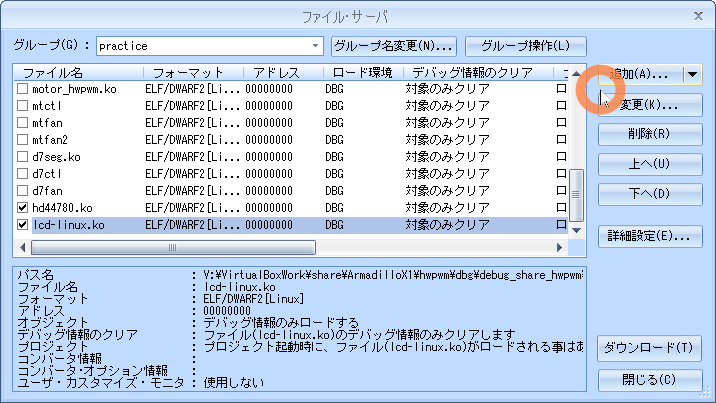 ファイル・サーバ
グループ(G) : practice グループ名変更(N)... グループ操作(L)
ファイル名 フォーマット アドレス ロード環境 デバッグ情報のクリア
motor_hwpwm.ko ELF/DWARF2[Li... 00000000 DBG 対象のみクリア
mtctl ELF/DWARF2[Li... 00000000 DBG 対象のみクリア
mtfan ELF/DWARF2[Li... 00000000 DBG 対象のみクリア
mtfan2 ELF/DWARF2[Li... 00000000 DBG 対象のみクリア
d7seg.ko ELF/DWARF2[Li... 00000000 DBG 対象のみクリア
d7ctl ELF/DWARF2[Li... 00000000 DBG 対象のみクリア
d7fan ELF/DWARF2[Li... 00000000 DBG 対象のみクリア
hd44780.ko ELF/DWARF2[Li... 00000000 DBG 対象のみクリア
lcd-linux.ko ELF/DWARF2[Li... 00000000 DBG 対象のみクリア
追加(A)...
変更(K)...
削除(R)
上へ(U)
下へ(D)
詳細設定(E)...
パス名 : V:¥VirtualBoxWork¥share¥ArmadilloX1¥hwpwm¥dbg¥debug_share_hwpwm
ファイル名 : lcd-linux.ko
フォーマット : ELF/DWARF2[Linux]
アドレス : 00000000
オブジェクト : デバッグ情報のみロードする
デバッグ情報のクリア : ファイル(lcd-linux.ko)のデバッグ情報のみクリアします
プロジェクト : プロジェクト起動時に、ファイル(lcd-linux.ko)がロードされる事は
コンバータ情報 :
コンバータ・オプション情報 :
ユーザ・カスタマイズ・モニタ : 使用しない
ダウンロード(T)
閉じる(C)